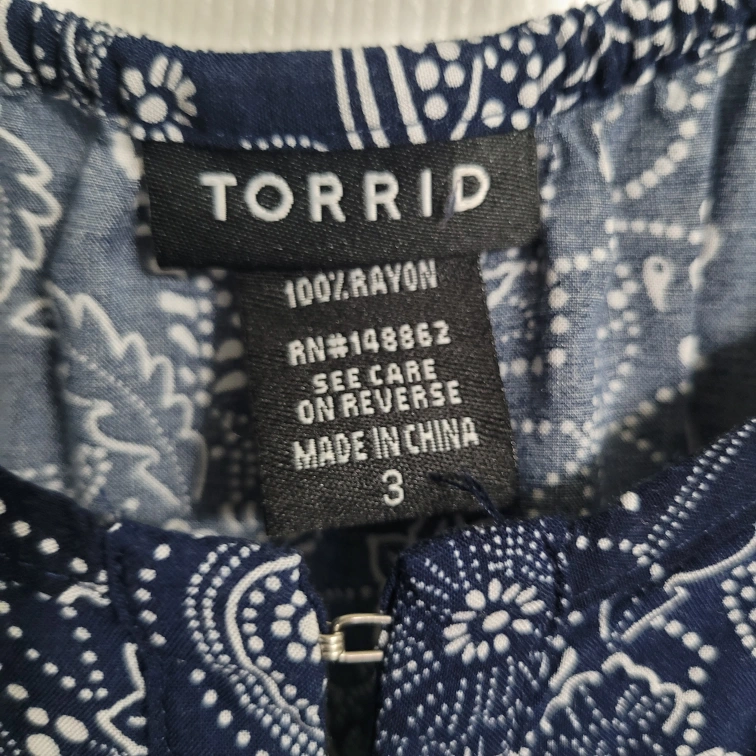 TORRID
100% RAYON
RN#148862
SEE CARE
ON REVERSE
MADE IN CHINA
3